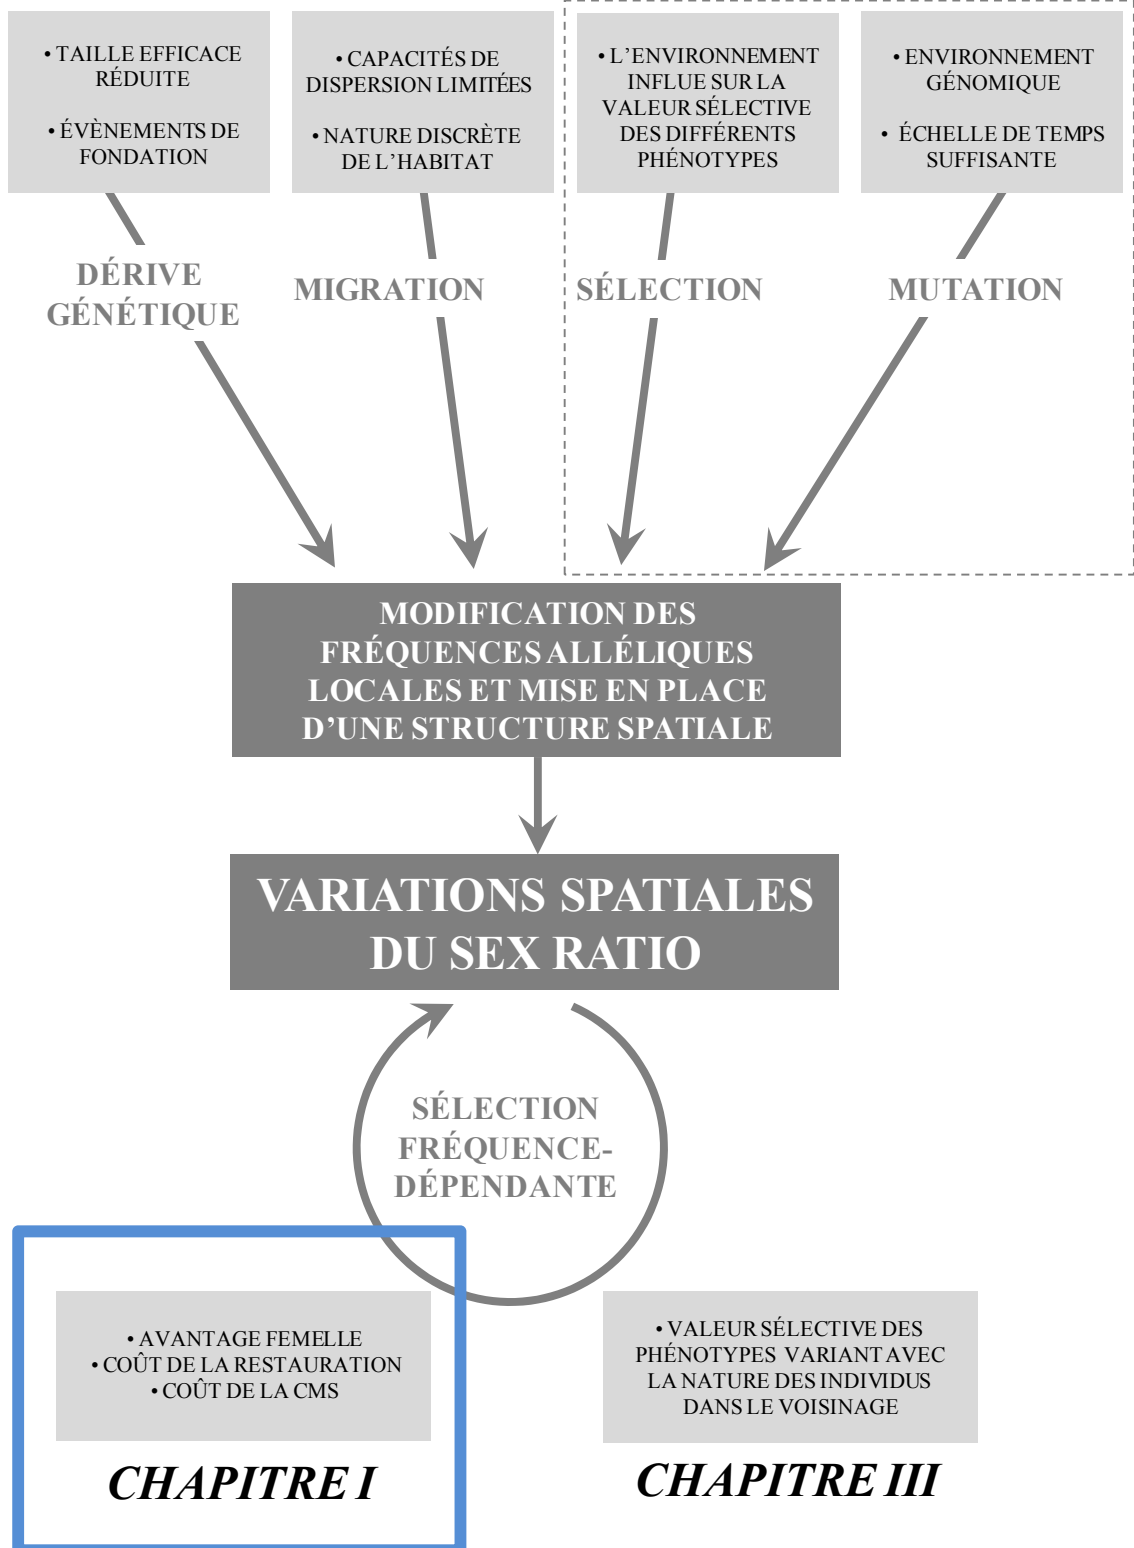 • TAILLE EFFICACE
RÉDUITE
• ÉVÈNEMENTS DE
FONDATION
• CAPACITÉS DE
DISPERSION LIMITÉES
• NATURE DISCRÈTE
DE L'HABITAT
• L'ENVIRONNEMENT
INFLUE SUR LA
VALEUR SÉLECTIVE
DES DIFFÉRENTS
PHÉNOTYPES
• ENVIRONNEMENT
GÉNOMIQUE
• ÉCHELLE DE TEMPS
SUFFISANTE
DÉRIVE
GÉNÉTIQUE
MIGRATION
SÉLECTION
MUTATION
MODIFICATION DES
FRÉQUENCES ALLÉLIQUES
LOCALES ET MISE EN PLACE
D'UNE STRUCTURE SPATIALE
VARIATIONS SPATIALES
DU SEX RATIO
SÉLECTION
FRÉQUENCE-
DÉPENDANTE
• AVANTAGE FEMELLE
• COÛT DE LA RESTAURATION
• COÛT DE LA CMS
CHAPITRE I
• VALEUR SÉLECTIVE DES
PHÉNOTYPES VARIANT AVEC
LA NATURE DES INDIVIDUS
DANS LE VOISINAGE
CHAPITRE III